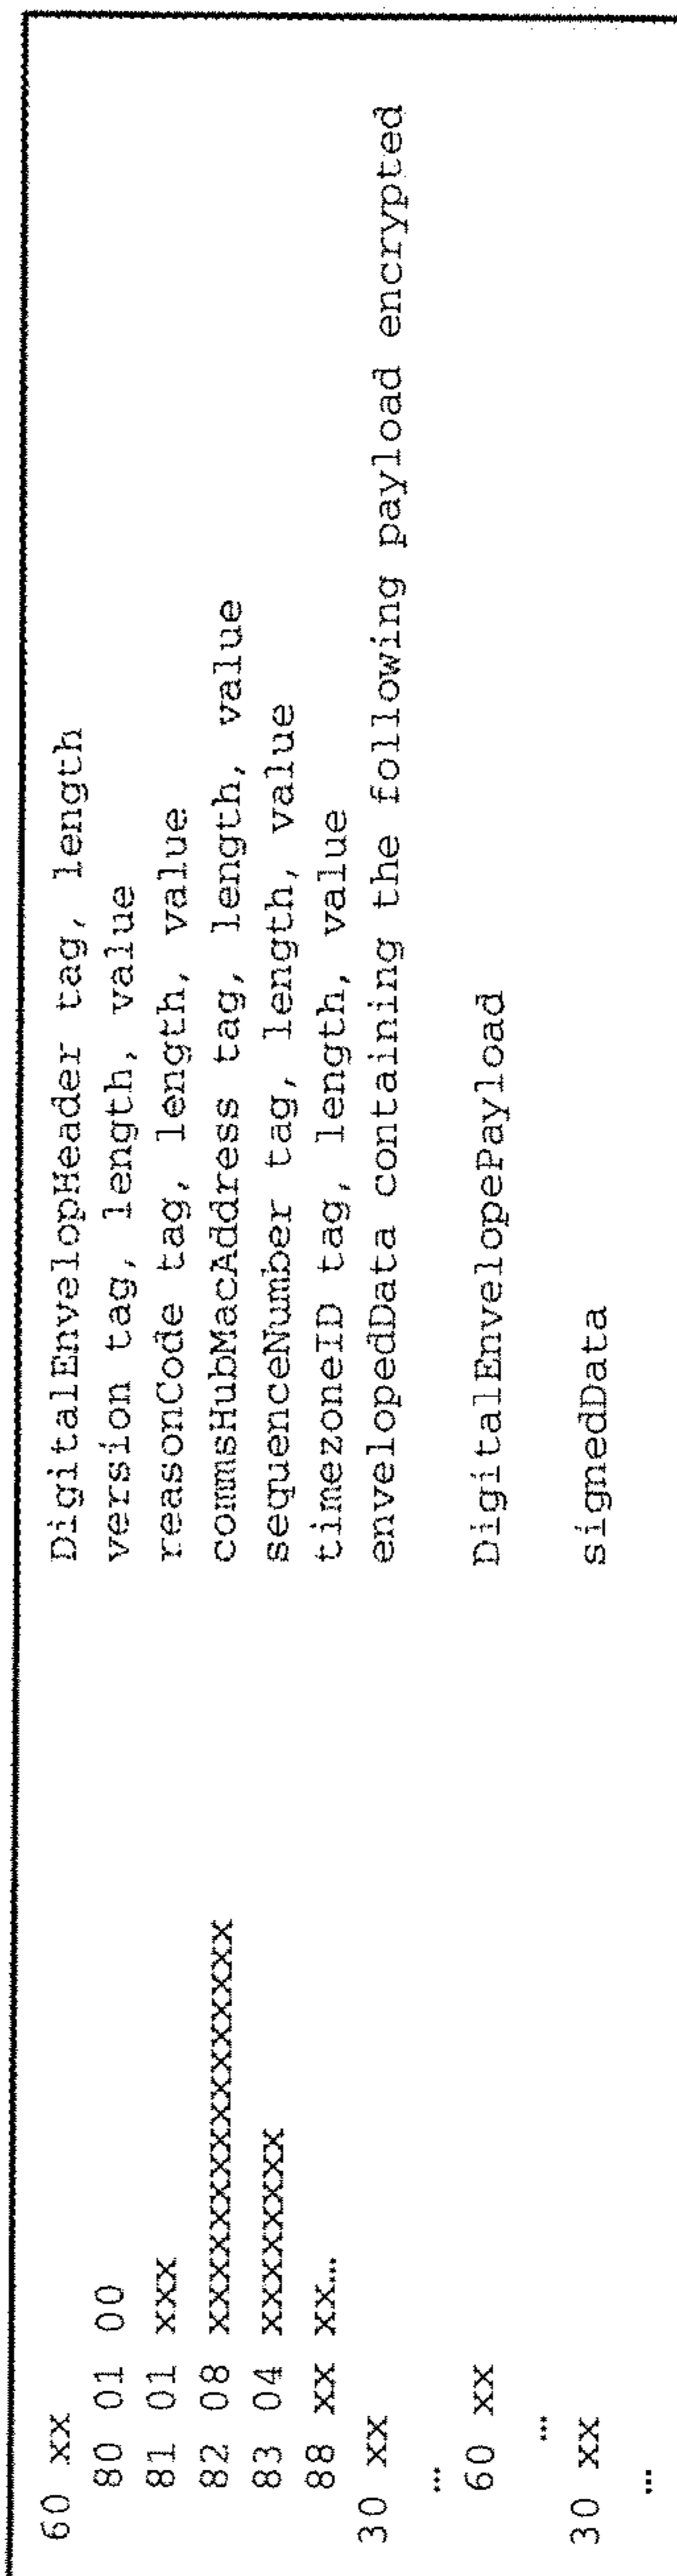 60 xx DigitalEnvelopHeader tag, length
80 01 00 version tag, length, value
81 01 xxx reasonCode tag, length, value
82 08 xxxxxxxxxxxxxxxx commsHubMacAddress tag, length, value
83 04 xxxxxxxx sequenceNumber tag, length, value
88 xx xx… timezoneID tag, length, value
30 xx envelopedData containing the following payload encrypted
…
60 xx DigitalEnvelopePayload
…
30 xx signedData
…